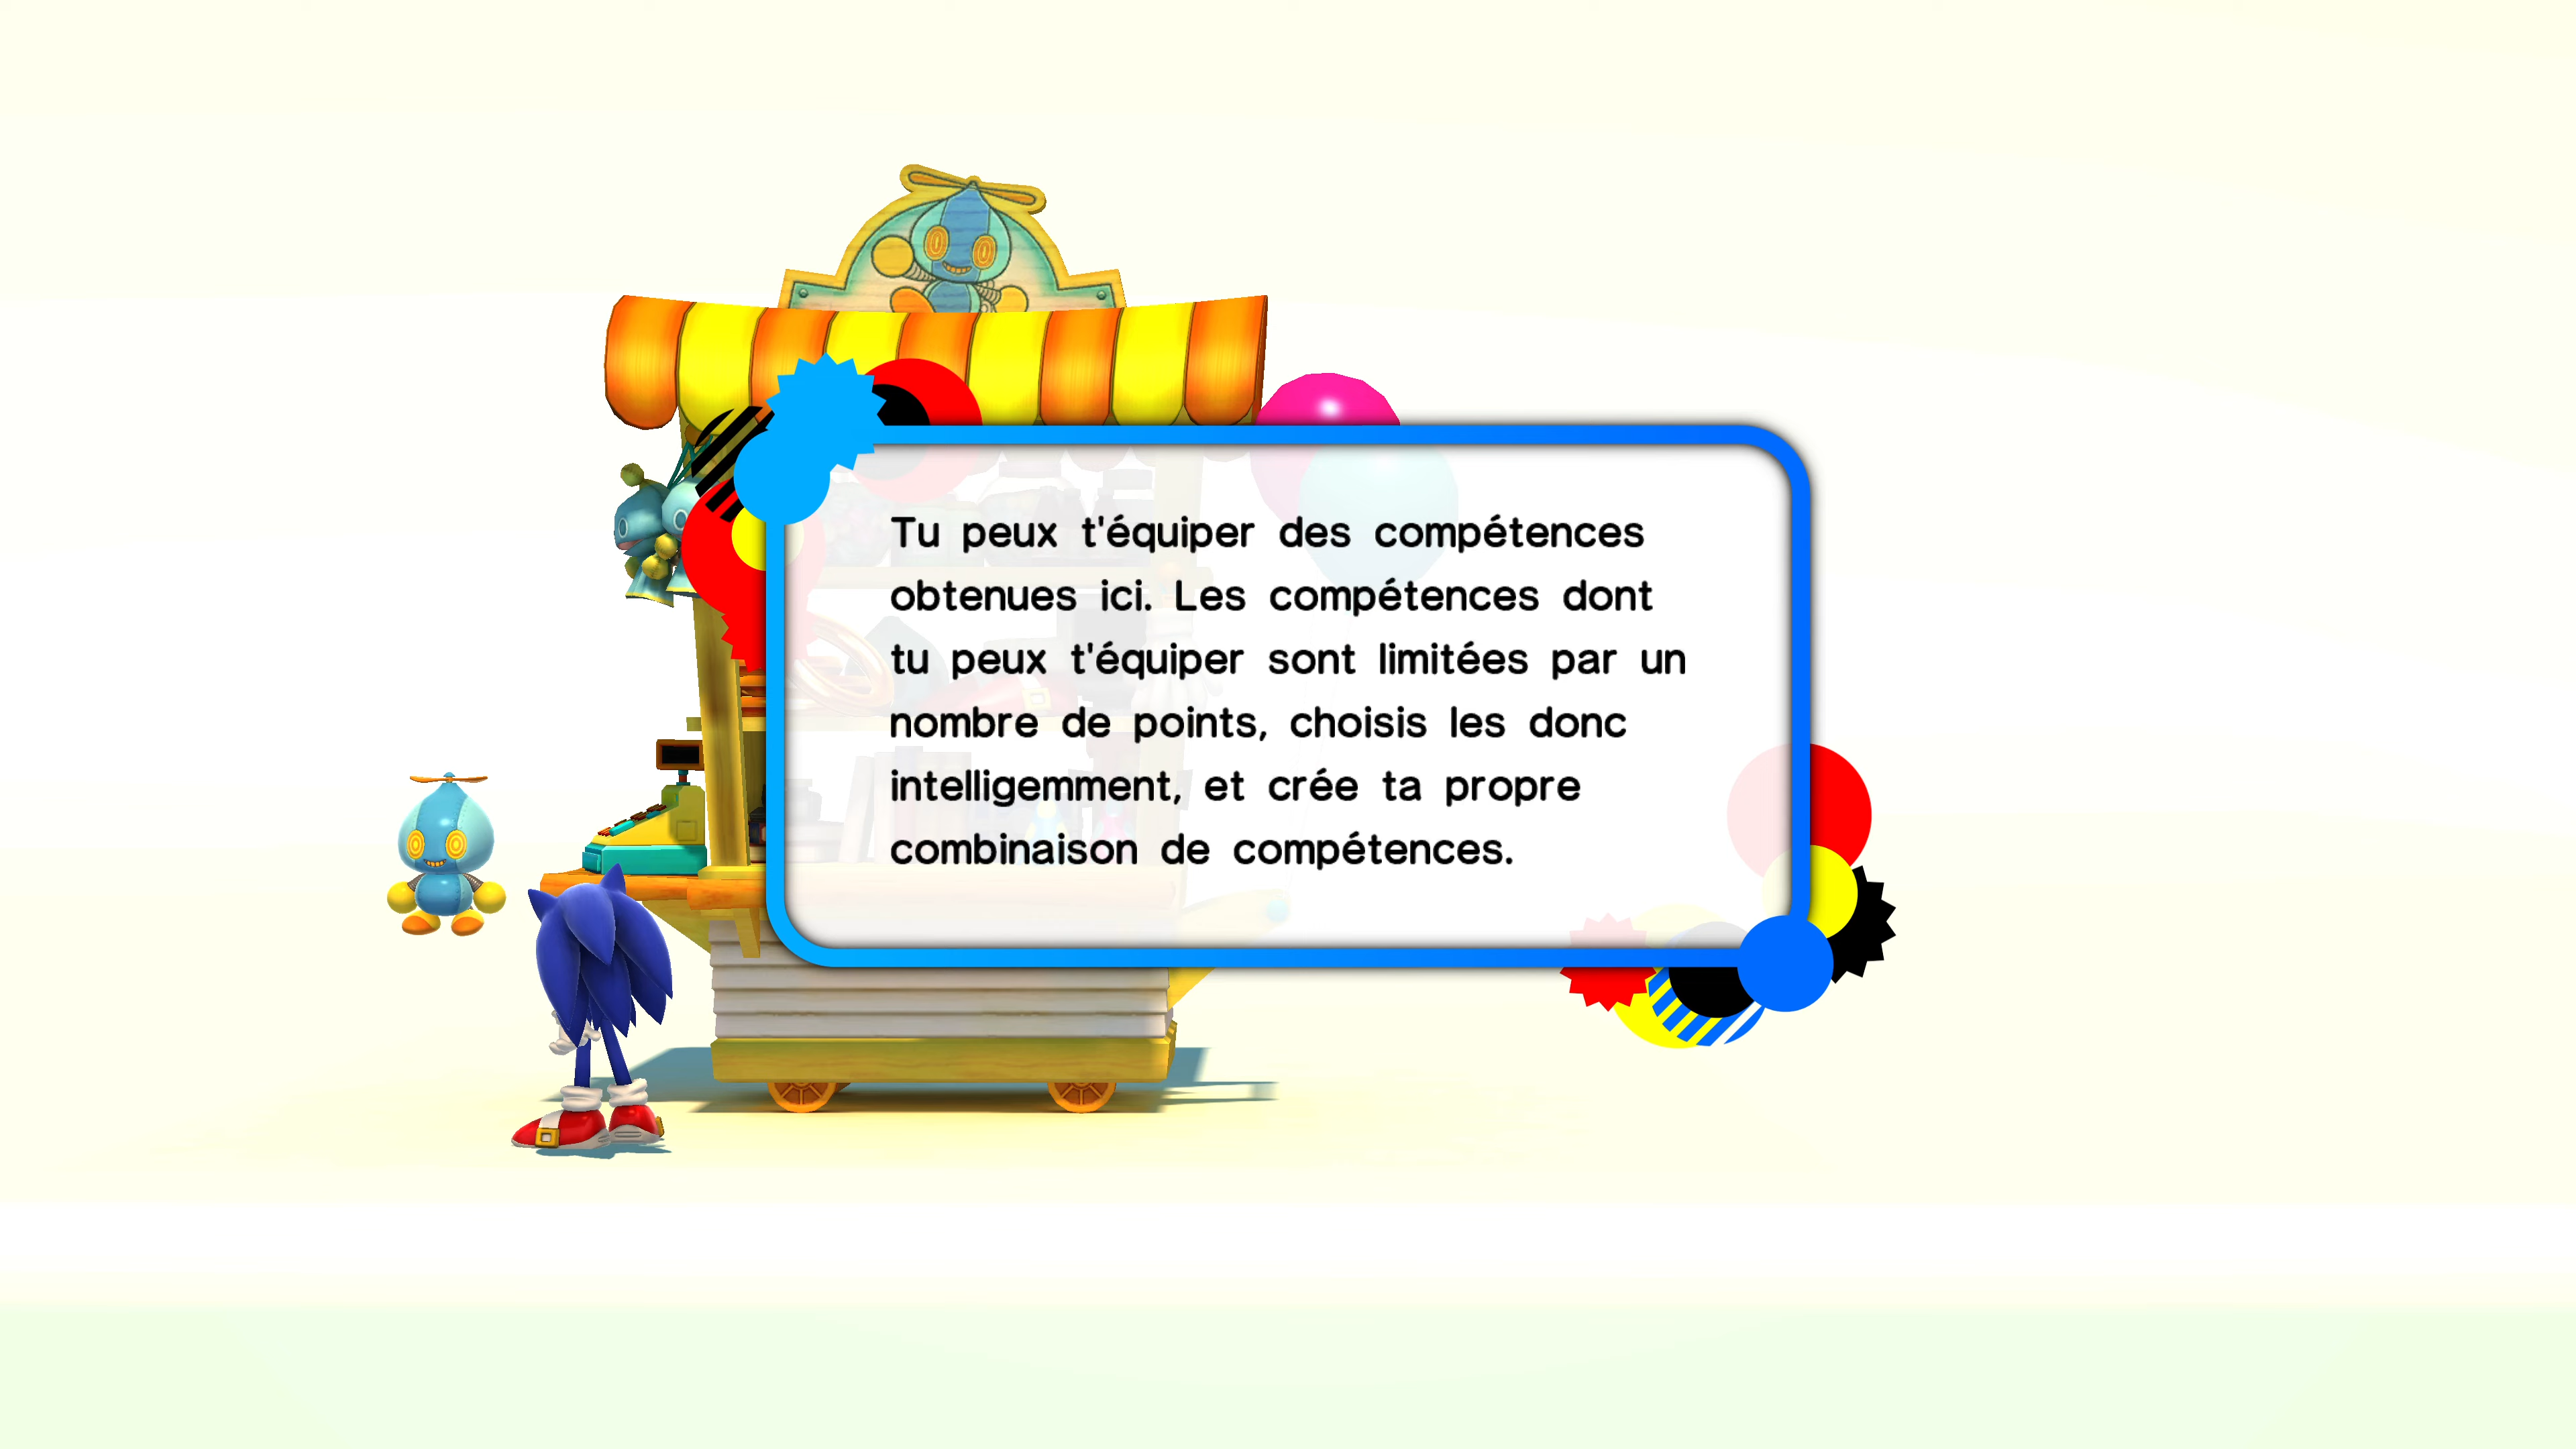 Tu peux t'équiper des compétences
obtenues ici. Les compétences dont
tu peux t'équiper sont limitées par un
nombre de points, choisis les donc
intelligemment, et crée ta propre
combinaison de compétences.